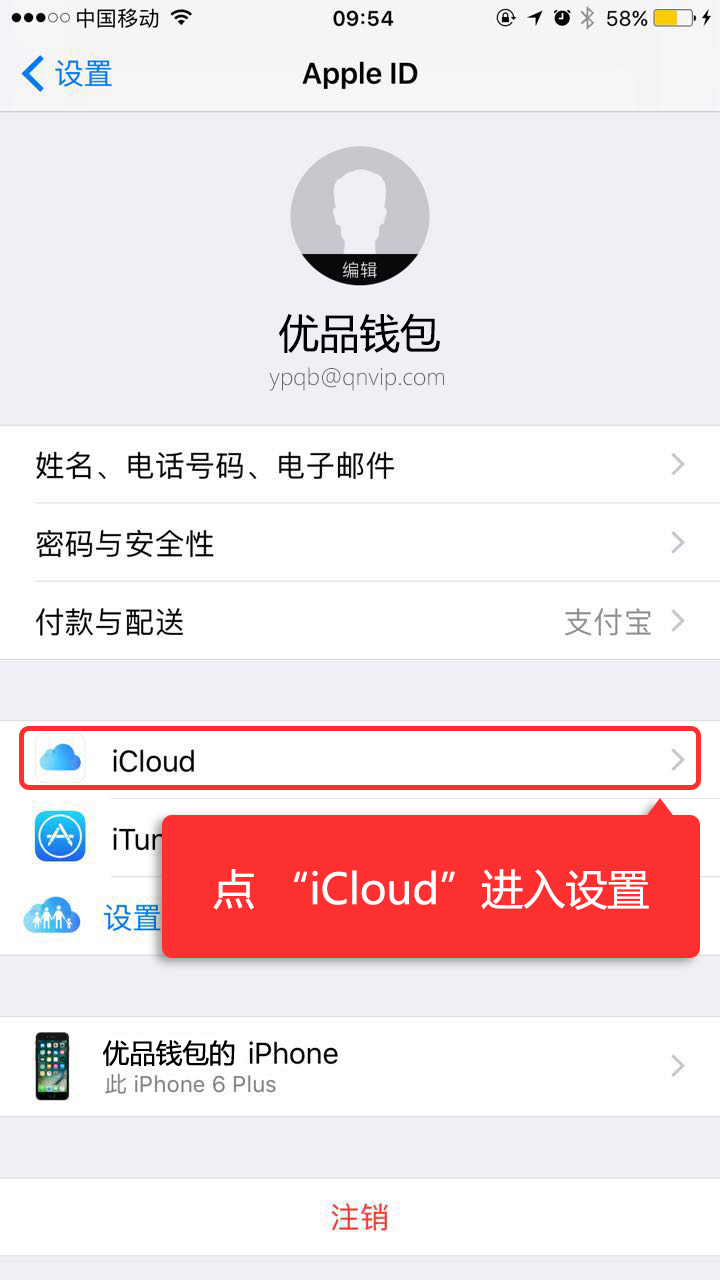 中国移动 09:54 58%
设置 Apple ID
编辑
优品钱包
ypqb@qnvip.com
姓名、电话号码、电子邮件
密码与安全性
付款与配送 支付宝
iCloud
iTun
点 “iCloud” 进入设置
设置
优品钱包的 iPhone
此 iPhone 6 Plus
注销